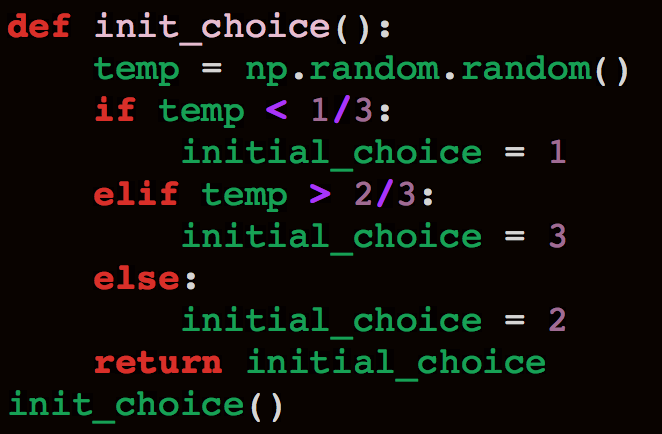 def init_choice():
    temp = np.random.random()
    if temp < 1/3:
        initial_choice = 1
    elif temp > 2/3:
        initial_choice = 3
    else:
        initial_choice = 2
    return initial_choice
init_choice()